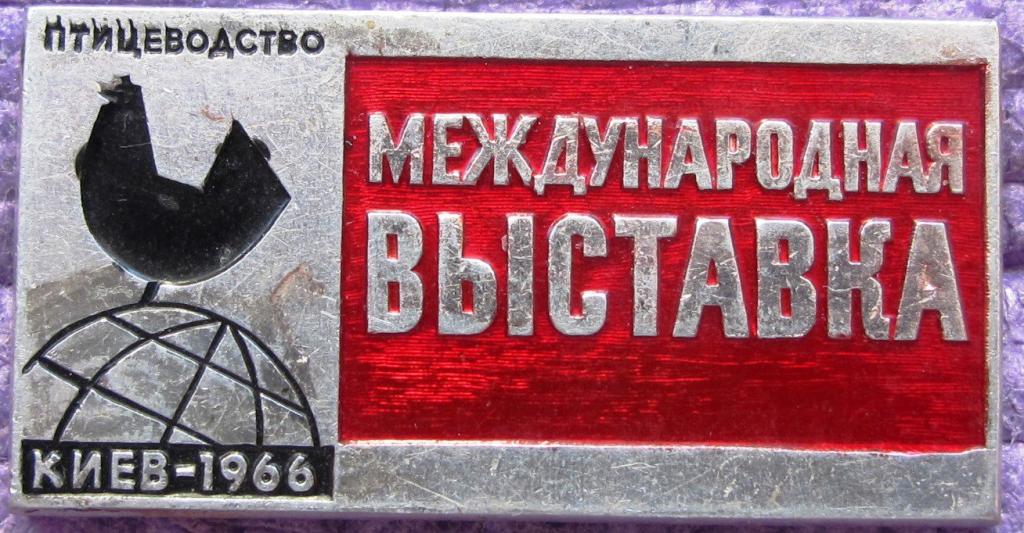 ПТИЦЕВОДСТВО
МЕЖДУНАРОДНАЯ
ВЫСТАВКА
КИЕВ-1966